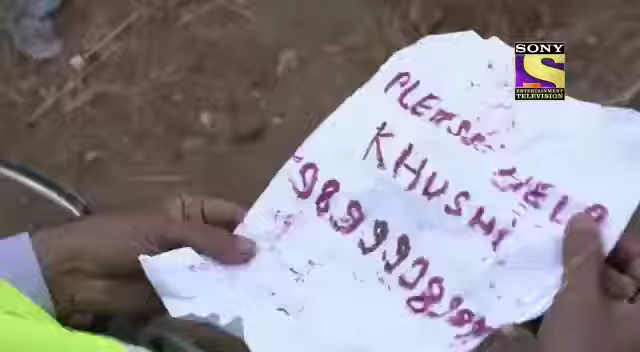 PLEASE HELP
KHUSHI
SONY
S
ENTERTAINMENT
TELEVISION